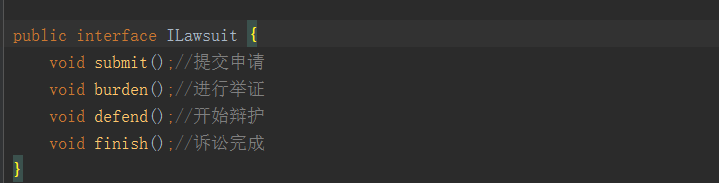 public interface ILawsuit {
    void submit();//提交申请
    void burden();//进行举证
    void defend();//开始辩护
    void finish();//诉讼完成
}